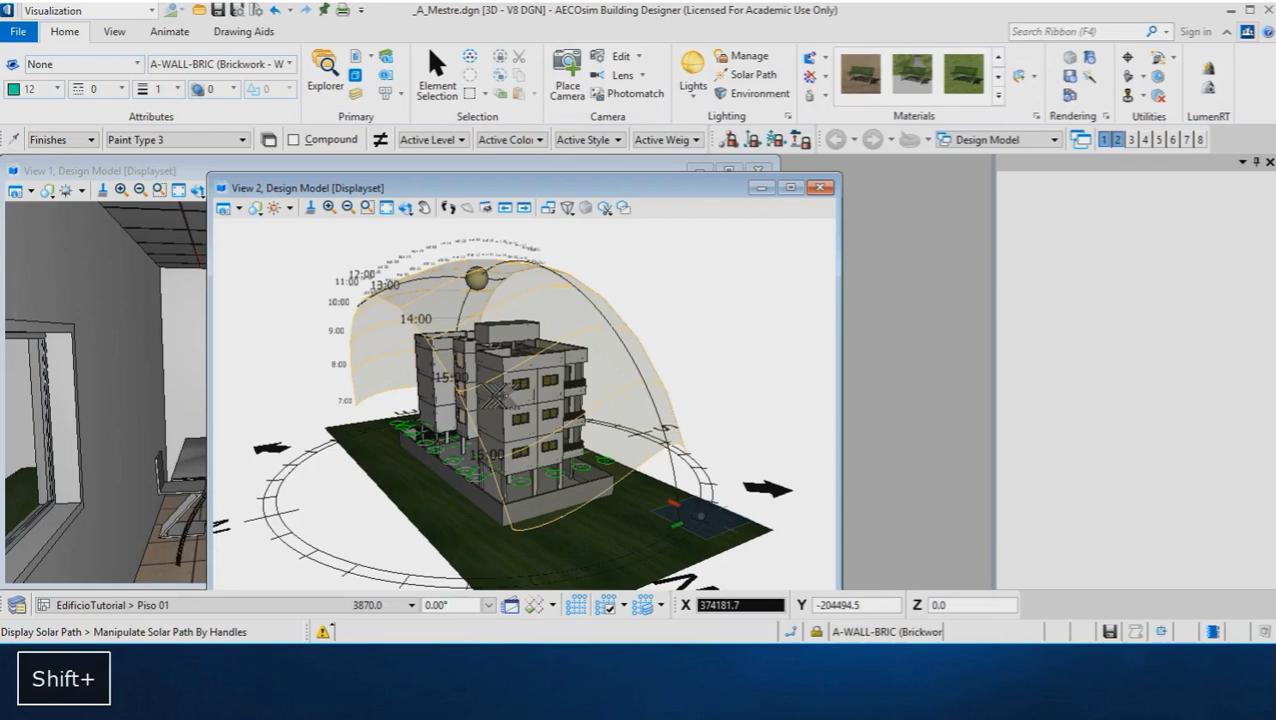 Visualization
_A_Mestre.dgn [3D - V8 DGN] - AECOsim Building Designer (Licensed For Academic Use Only)
File Home View Animate Drawing Aids
Search Ribbon (F4) Sign in
None A-WALL-BRIC (Brickwork - W
12 0 1 0 0
Explorer
Element
Selection
Place
Camera
Edit
Lens
Photomatch
Lights
Manage
Solar Path
Environment
Attributes Primary Selection Camera Lighting Materials Rendering Utilities LumenRT
Finishes Paint Type 3 Compound Active Level Active Color Active Style Active Weig Design Model 1 2 3 4 5 6 7 8
View 1, Design Model [Displayset]
View 2, Design Model [Displayset]
12:00
11:00
13:00
10:00
14:00
9:00
8:00
15:00
7:00
16:00
EdificioTutorial > Piso 01 3870.0 0.00° X 374181.7 Y -204494.5 Z 0.0
Display Solar Path > Manipulate Solar Path By Handles A-WALL-BRIC (Brickwor
Shift+